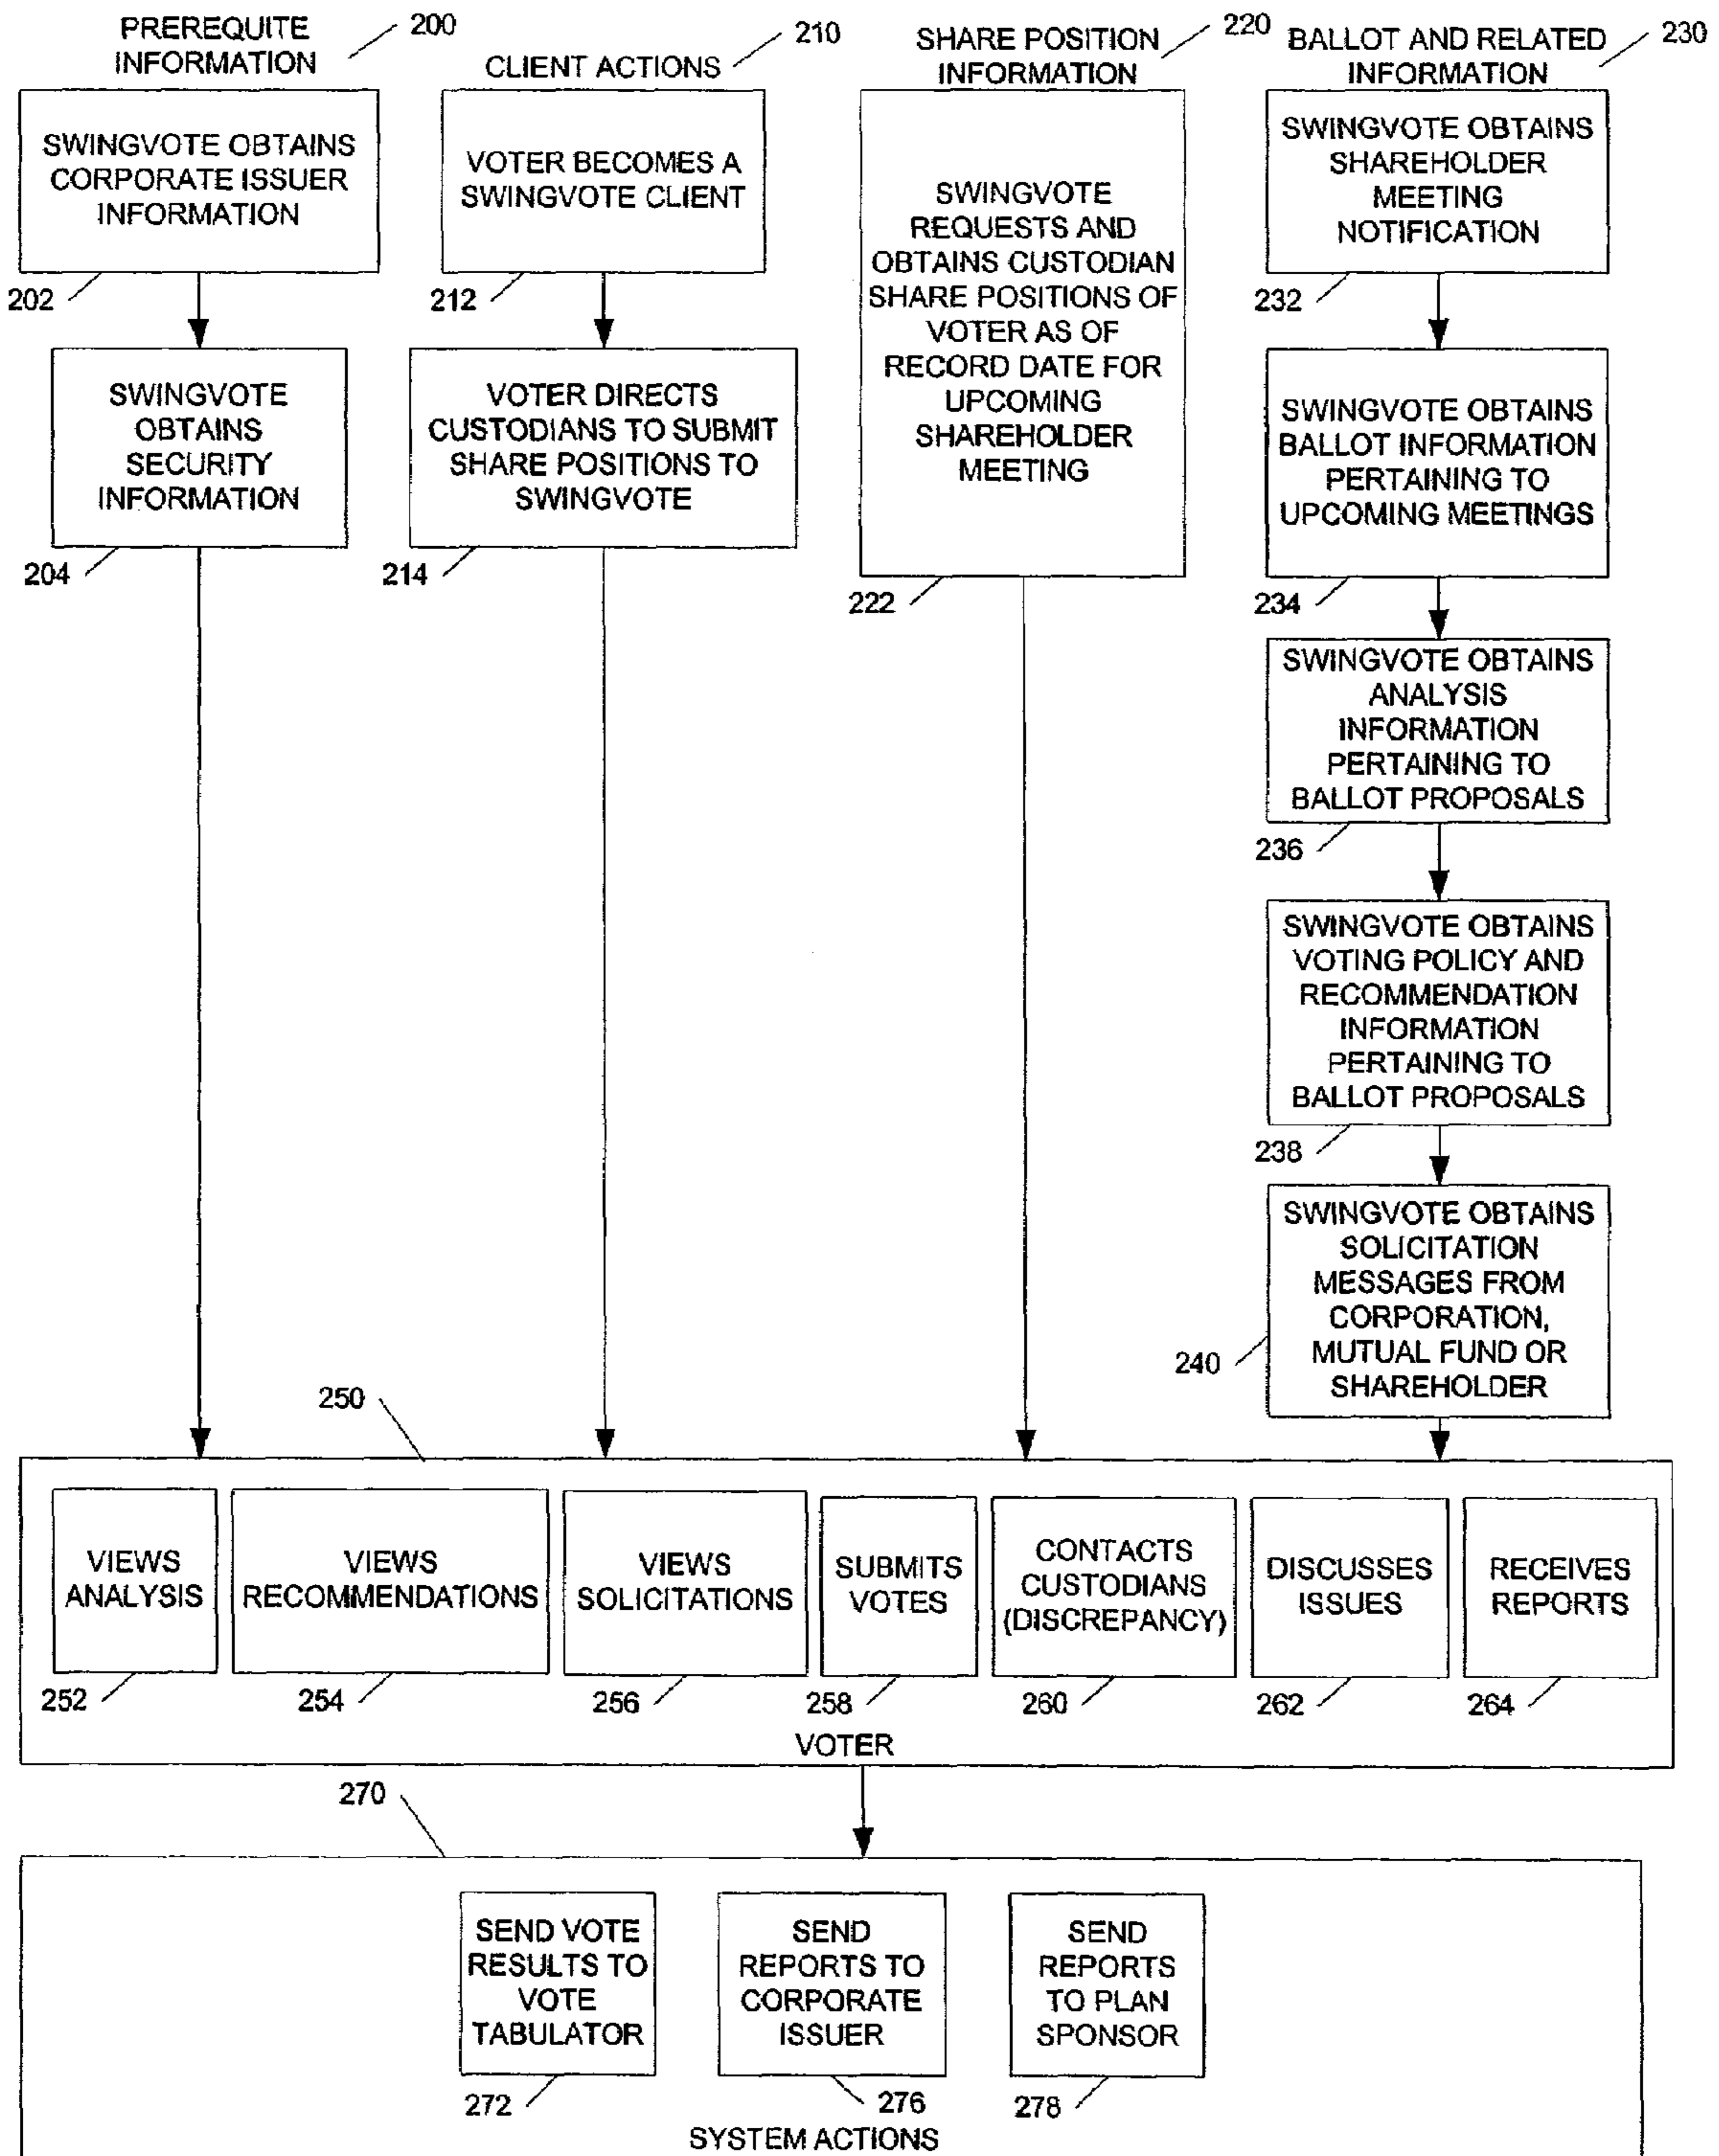 PREREQUITE
INFORMATION
200
CLIENT ACTIONS
210
SHARE POSITION
INFORMATION
220
BALLOT AND RELATED
INFORMATION
230
SWINGVOTE OBTAINS
CORPORATE ISSUER
INFORMATION
202
VOTER BECOMES A
SWINGVOTE CLIENT
212
SWINGVOTE
REQUESTS AND
OBTAINS CUSTODIAN
SHARE POSITIONS OF
VOTER AS OF
RECORD DATE FOR
UPCOMING
SHAREHOLDER
MEETING
222
SWINGVOTE OBTAINS
SHAREHOLDER
MEETING
NOTIFICATION
232
SWINGVOTE
OBTAINS
SECURITY
INFORMATION
204
VOTER DIRECTS
CUSTODIANS TO SUBMIT
SHARE POSITIONS TO
SWINGVOTE
214
SWINGVOTE OBTAINS
BALLOT INFORMATION
PERTAINING TO
UPCOMING MEETINGS
234
SWINGVOTE OBTAINS
ANALYSIS
INFORMATION
PERTAINING TO
BALLOT PROPOSALS
236
SWINGVOTE OBTAINS
VOTING POLICY AND
RECOMMENDATION
INFORMATION
PERTAINING TO
BALLOT PROPOSALS
238
SWINGVOTE OBTAINS
SOLICITATION
MESSAGES FROM
CORPORATION,
MUTUAL FUND OR
SHAREHOLDER
240
250
VIEWS
ANALYSIS
252
VIEWS
RECOMMENDATIONS
254
VIEWS
SOLICITATIONS
256
SUBMITS
VOTES
258
CONTACTS
CUSTODIANS
(DISCREPANCY)
260
DISCUSSES
ISSUES
262
RECEIVES
REPORTS
264
VOTER
270
SEND VOTE
RESULTS TO
VOTE
TABULATOR
272
SEND
REPORTS TO
CORPORATE
ISSUER
276
SEND
REPORTS
TO PLAN
SPONSOR
278
SYSTEM ACTIONS